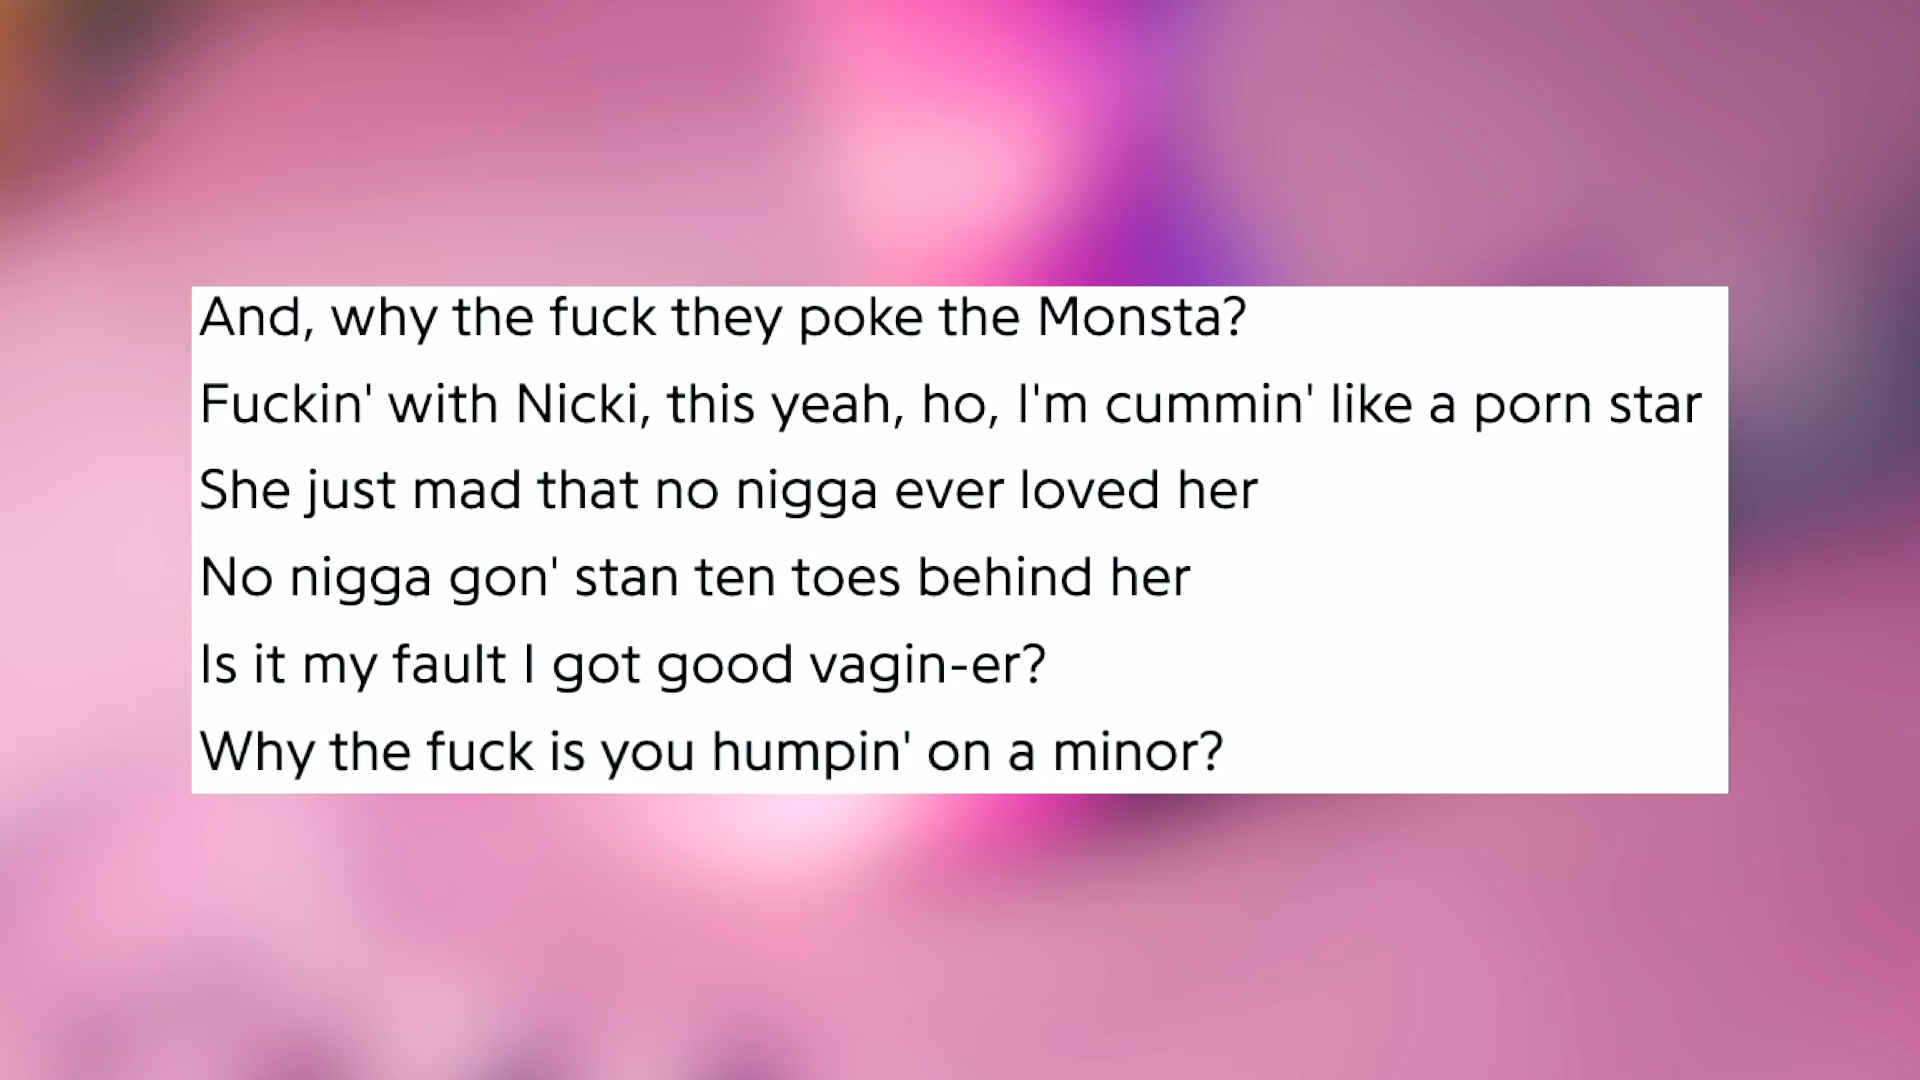 And, why the fuck they poke the Monsta?
Fuckin' with Nicki, this yeah, ho, I'm cummin' like a porn star
She just mad that no nigga ever loved her
No nigga gon' stan ten toes behind her
Is it my fault I got good vagin-er?
Why the fuck is you humpin' on a minor?